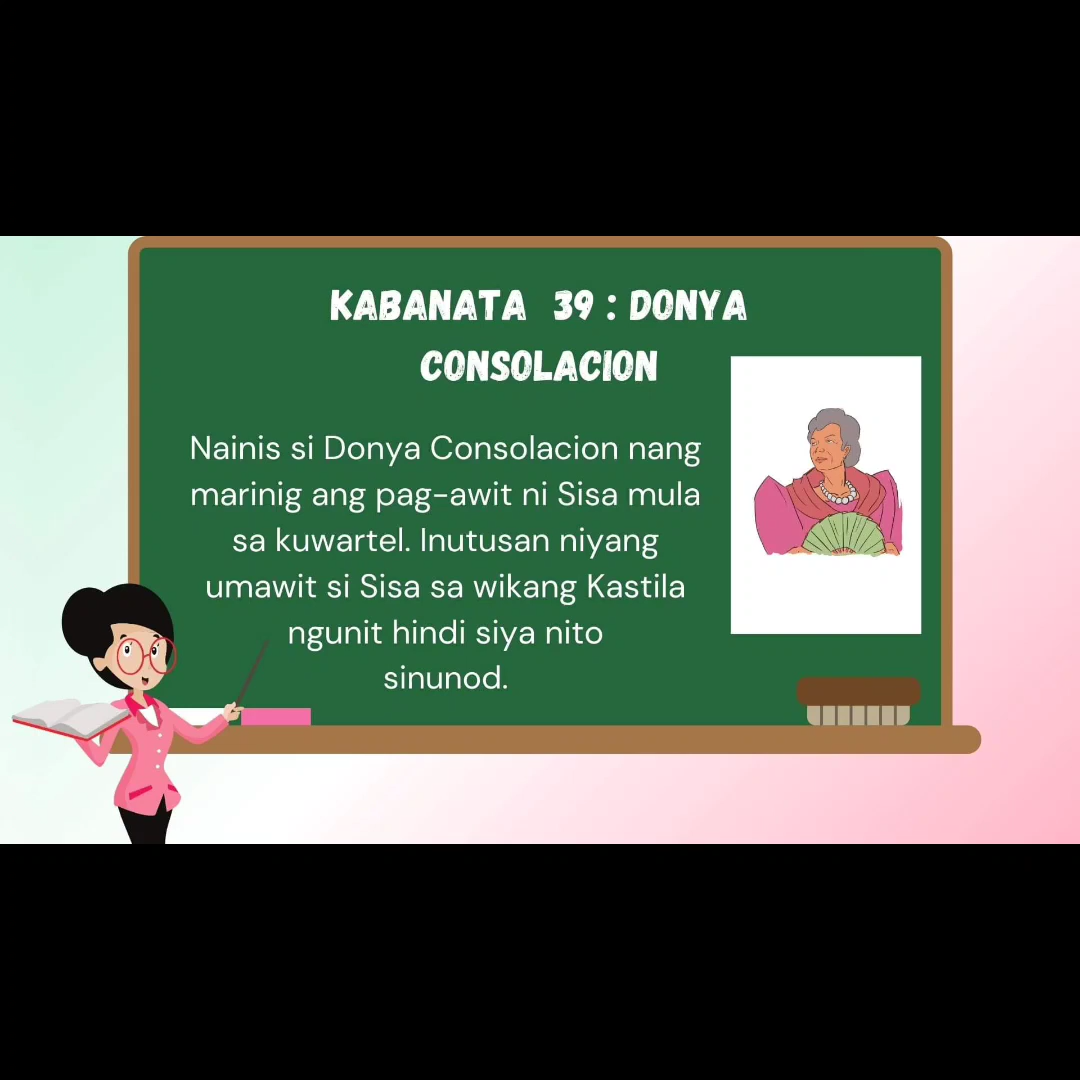 KABANATA 39 : DONYA
CONSOLACION
Nainis si Donya Consolacion nang
marinig ang pag-awit ni Sisa mula
sa kuwartel. Inutusan niyang
umawit si Sisa sa wikang Kastila
ngunit hindi siya nito
sinunod.